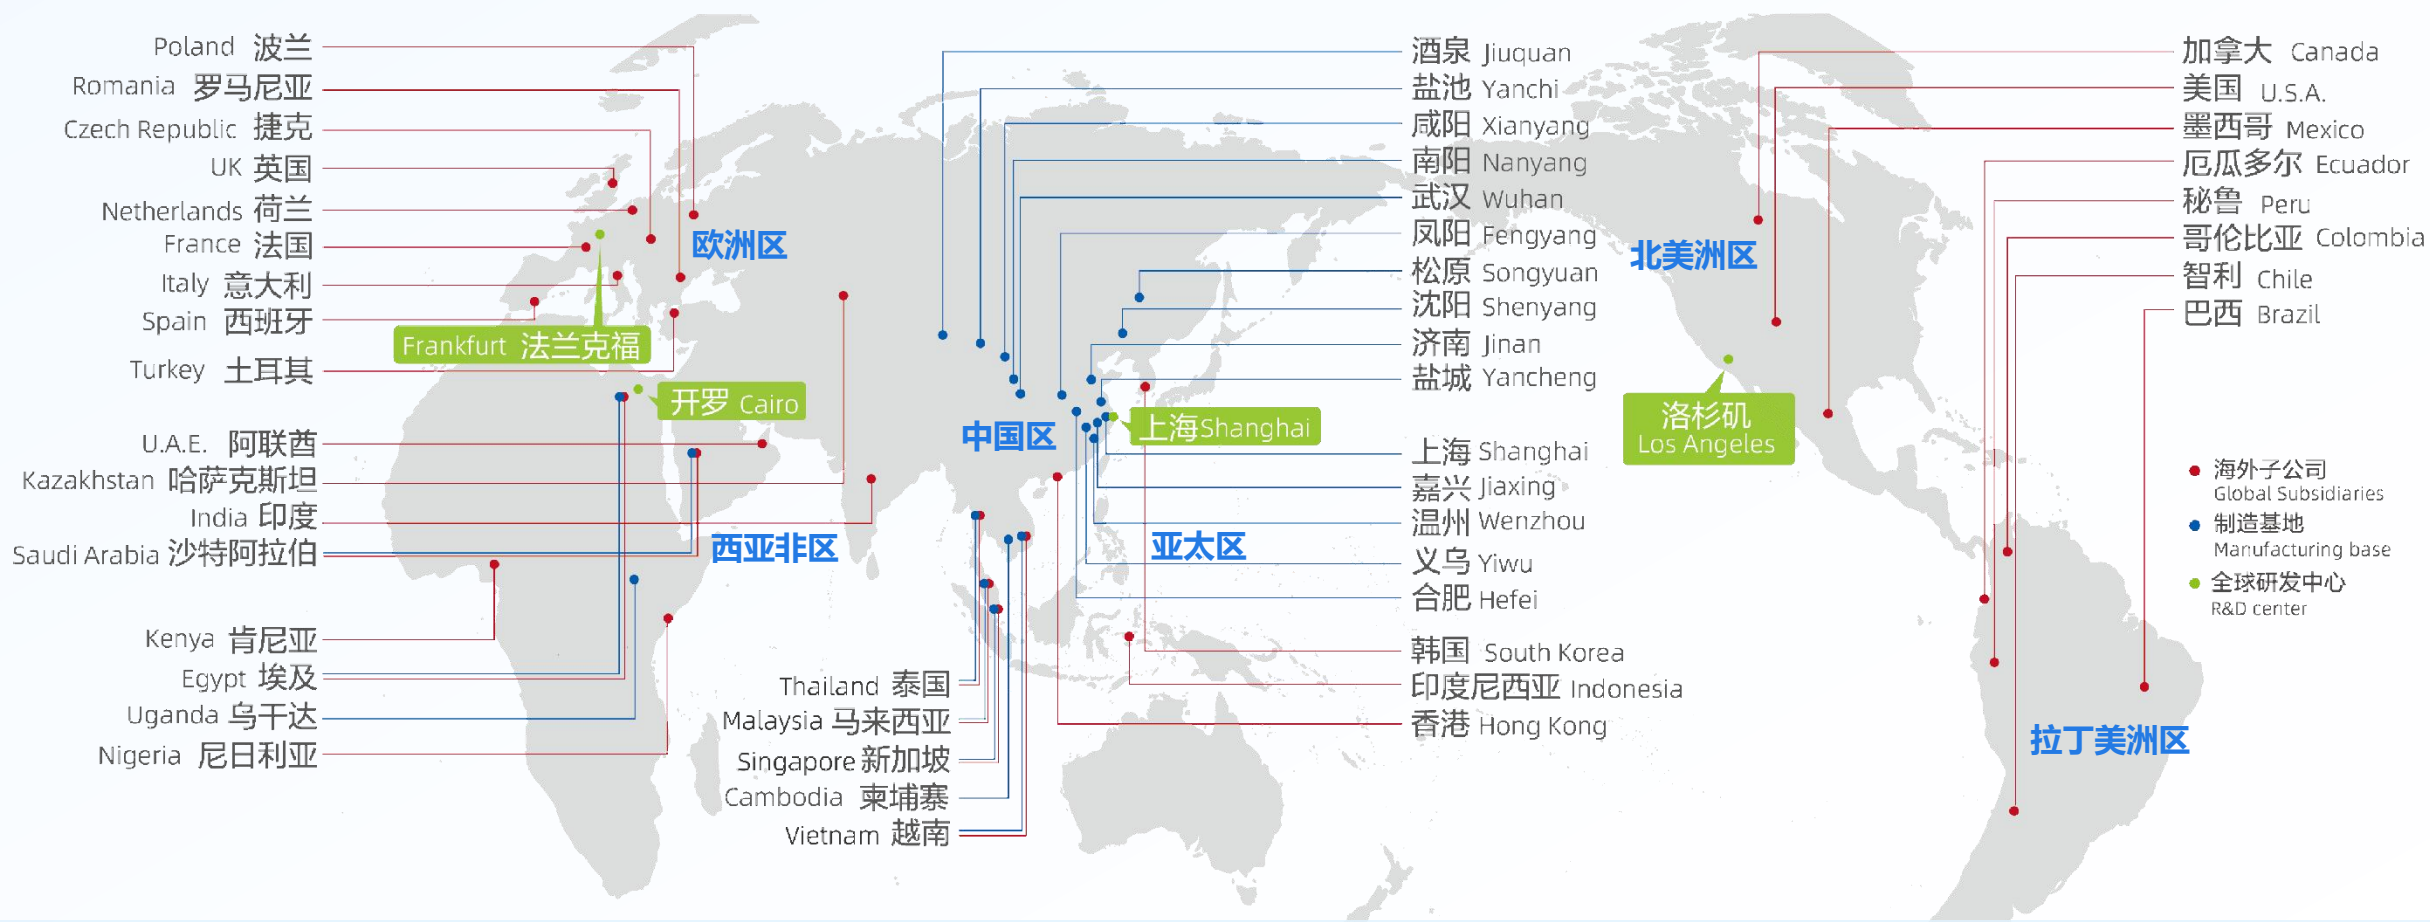 Poland 波兰
Romania 罗马尼亚
Czech Republic 捷克
UK 英国
Netherlands 荷兰
France 法国
Italy 意大利
Spain 西班牙
Frankfurt 法兰克福
Turkey 土耳其
欧洲区
开罗 Cairo
U.A.E. 阿联酋
Kazakhstan 哈萨克斯坦
India 印度
Saudi Arabia 沙特阿拉伯
西亚非区
Kenya 肯尼亚
Egypt 埃及
Uganda 乌干达
Nigeria 尼日利亚
Thailand 泰国
Malaysia 马来西亚
Singapore 新加坡
Cambodia 柬埔寨
Vietnam 越南
中国区
上海Shanghai
亚太区
酒泉 Jiuquan
盐池 Yanchi
咸阳 Xianyang
南阳 Nanyang
武汉 Wuhan
凤阳 Fengyang
松原 Songyuan
沈阳 Shenyang
济南 Jinan
盐城 Yancheng
上海 Shanghai
嘉兴 Jiaxing
温州 Wenzhou
义乌 Yiwu
合肥 Hefei
韩国 South Korea
印度尼西亚 Indonesia
香港 Hong Kong
北美洲区
洛杉矶
Los Angeles
加拿大 Canada
美国 U.S.A.
墨西哥 Mexico
厄瓜多尔 Ecuador
秘鲁 Peru
哥伦比亚 Colombia
智利 Chile
巴西 Brazil
拉丁美洲区
海外子公司
Global Subsidiaries
制造基地
Manufacturing base
全球研发中心
R&D center